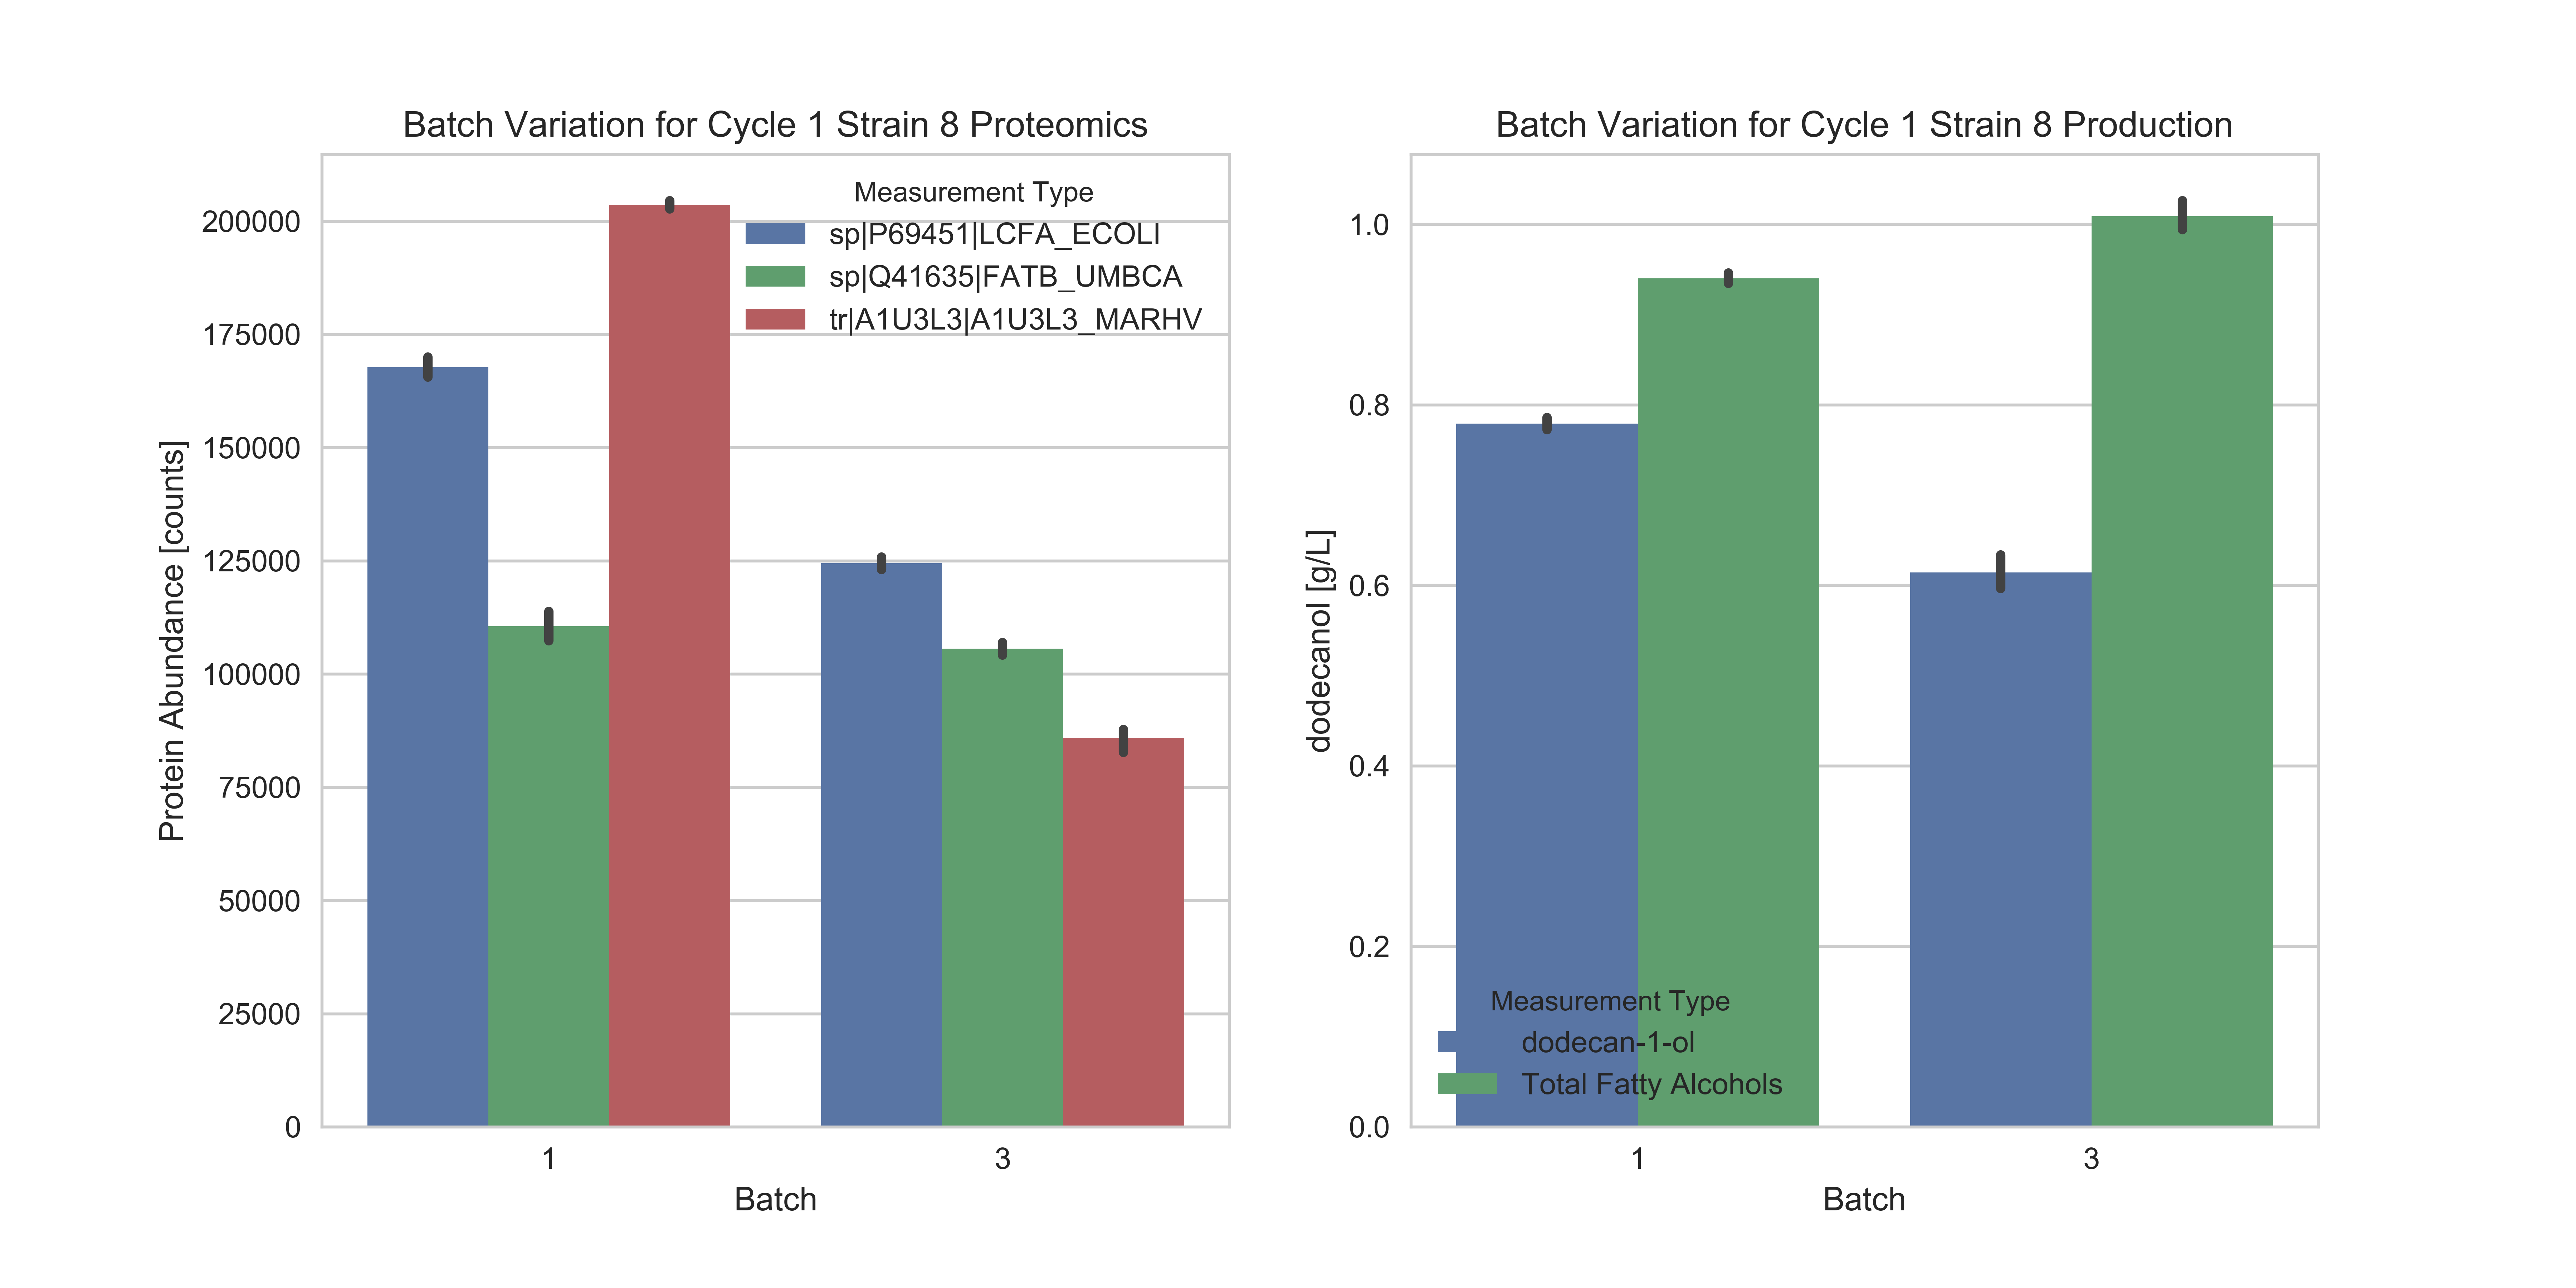 Batch Variation for Cycle 1 Strain 8 Proteomics
Protein Abundance [counts]
200000
175000
150000
125000
100000
75000
50000
25000
0
Measurement Type
sp|P69451|LCFA_ECOLI
sp|Q41635|FATB_UMBCA
tr|A1U3L3|A1U3L3_MARHV
1
3
Batch
Batch Variation for Cycle 1 Strain 8 Production
dodecanol [g/L]
1.0
0.8
0.6
0.4
0.2
0.0
Measurement Type
dodecan-1-ol
Total Fatty Alcohols
1
3
Batch